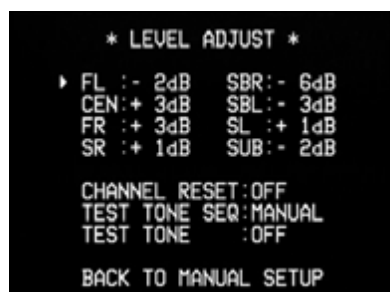 * LEVEL ADJUST *
FL :- 2dB SBR:- 6dB
CEN:+ 3dB SBL:- 3dB
FR :+ 3dB SL :+ 1dB
SR :+ 1dB SUB:- 2dB
CHANNEL RESET:OFF
TEST TONE SEQ:MANUAL
TEST TONE :OFF
BACK TO MANUAL SETUP